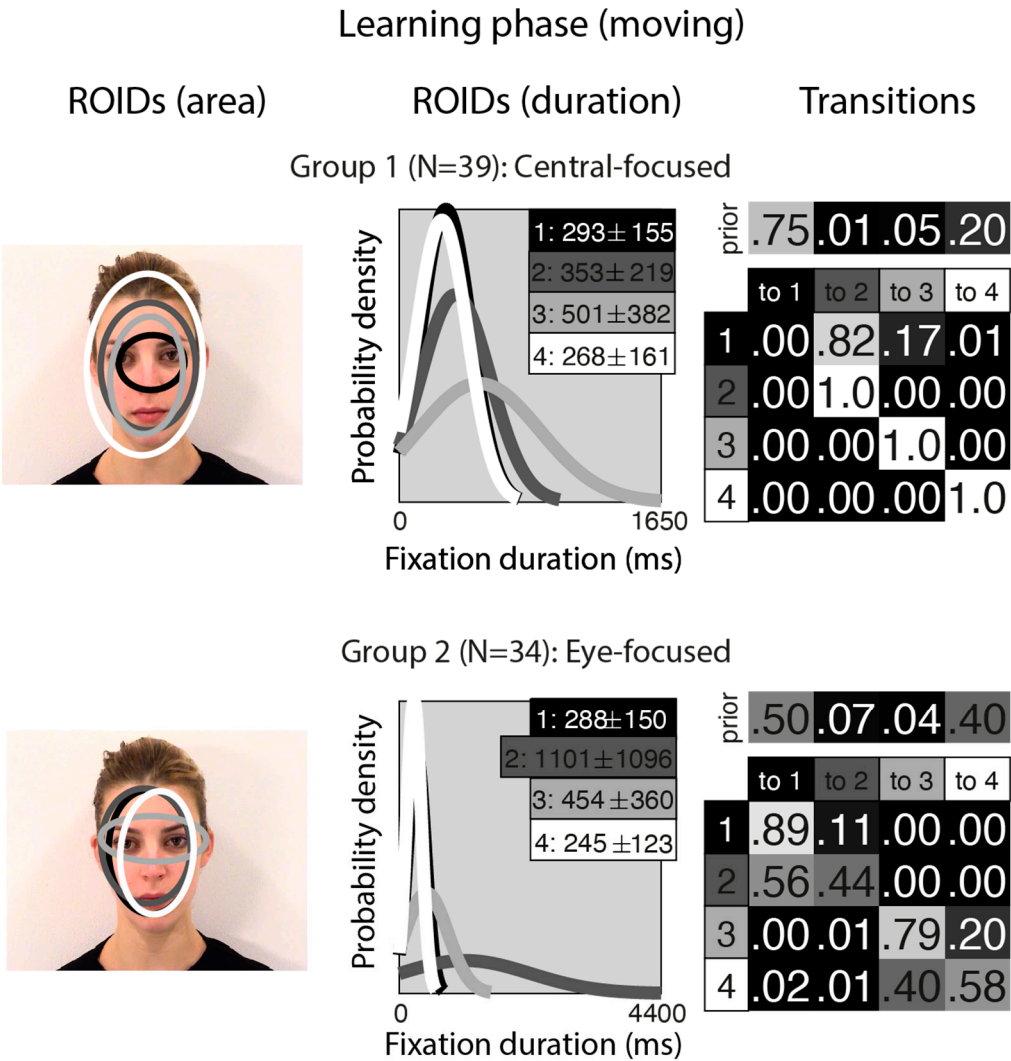 Learning phase (moving)
ROIDs (area) ROIDs (duration) Transitions
Group 1 (N=39): Central-focused
Probability density
1: 293± 155
2: 353±219
3: 501±382
4: 268±161
0 1650
Fixation duration (ms)
prior .75 .01 .05 .20
to 1 to 2 to 3 to 4
1 .00 .82 .17 .01
2 .00 1.0 .00 .00
3 .00 .00 1.0 .00
4 .00 .00 .00 1.0
Group 2 (N=34): Eye-focused
Probability density
1: 288±150
2: 1101±1096
3: 454 ±360
4: 245 ±123
0 4400
Fixation duration (ms)
prior .50 .07 .04 .40
to 1 to 2 to 3 to 4
1 .89 .11 .00 .00
2 .56 .44 .00 .00
3 .00 .01 .79 .20
4 .02 .01 .40 .58